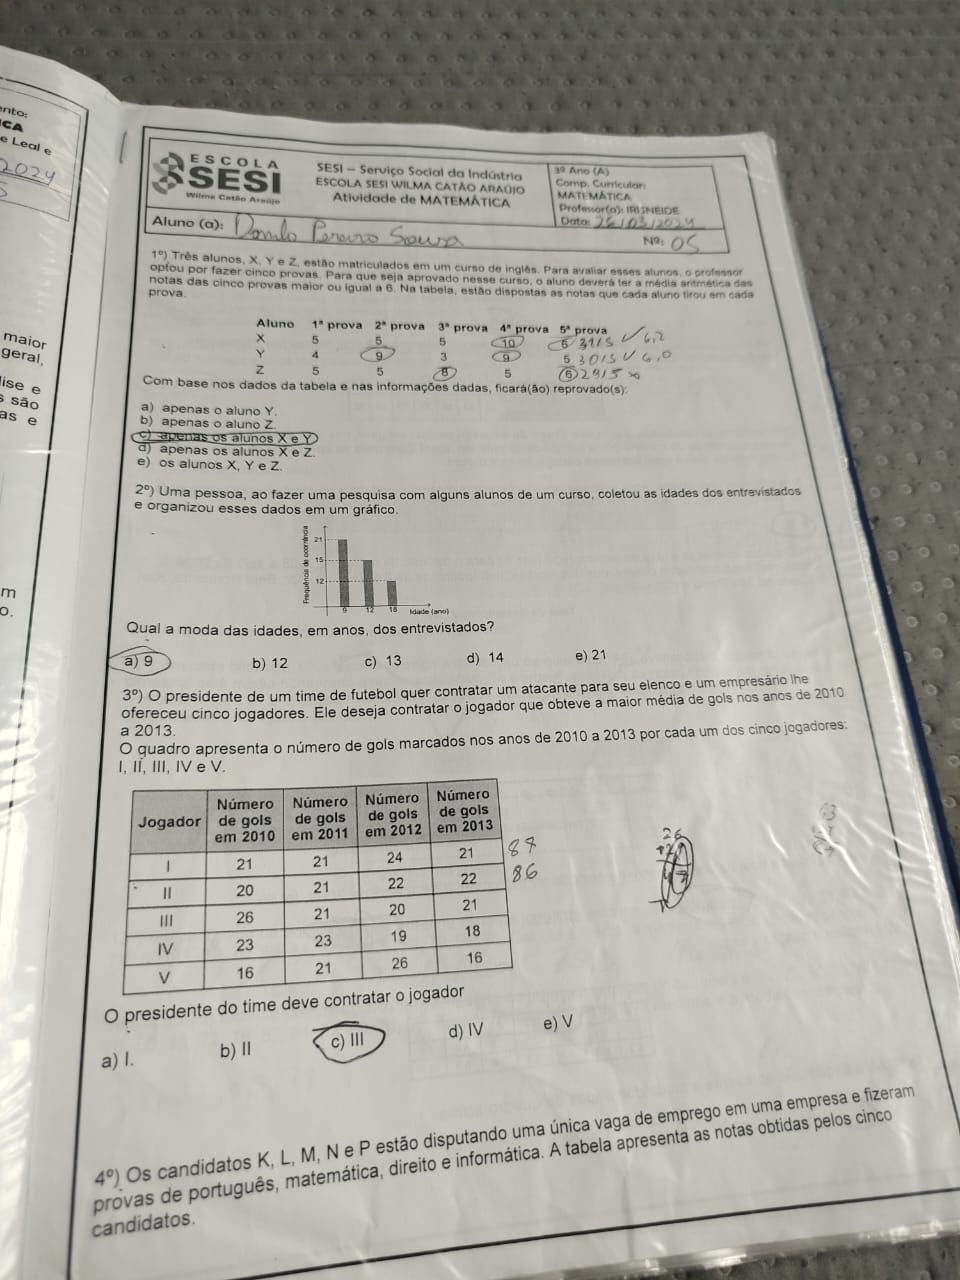 ento:
ICA
e Leal e
2024
5
maior
geral,
lise e
s são
as e
m
o.
ESCOLA
SESI
Wilma Catão Araújo
SESI – Serviço Social da Indústria
ESCOLA SESI WILMA CATÃO ARAÚJO
Atividade de MATEMÁTICA
3º Ano (A)
Comp. Curricular:
MATEMÁTICA
Professor(a): IRISNEIDE
Data: 26/03/2024
Aluno (a): Danilo Pereira Sousa
Nº: 05
1º) Três alunos, X, Y e Z, estão matriculados em um curso de inglês. Para avaliar esses alunos, o professor
optou por fazer cinco provas. Para que seja aprovado nesse curso, o aluno deverá ter a média aritmética das
notas das cinco provas maior ou igual a 6. Na tabela, estão dispostas as notas que cada aluno tirou em cada
prova.
Aluno 1ª prova 2ª prova 3ª prova 4ª prova 5ª prova
X 5 5 5 10 6 31/5 ✓ 6,2
Y 4 9 3 9 5 30/5 ✓ 6,0
Z 5 5 8 5 6 29/5 x
Com base nos dados da tabela e nas informações dadas, ficará(ão) reprovado(s):
a) apenas o aluno Y.
b) apenas o aluno Z.
c) apenas os alunos X e Y
d) apenas os alunos X e Z.
e) os alunos X, Y e Z.
2º) Uma pessoa, ao fazer uma pesquisa com alguns alunos de um curso, coletou as idades dos entrevistados
e organizou esses dados em um gráfico.
Frequência de ocorrência
21
15
12
9 12 18 Idade (ano)
Qual a moda das idades, em anos, dos entrevistados?
a) 9 b) 12 c) 13 d) 14 e) 21
3º) O presidente de um time de futebol quer contratar um atacante para seu elenco e um empresário lhe
ofereceu cinco jogadores. Ele deseja contratar o jogador que obteve a maior média de gols nos anos de 2010
a 2013.
O quadro apresenta o número de gols marcados nos anos de 2010 a 2013 por cada um dos cinco jogadores:
I, II, III, IV e V.
Jogador Número de gols em 2010 Número de gols em 2011 Número de gols em 2012 Número de gols em 2013
I 21 21 24 21 87
II 20 21 22 22 86
III 26 21 20 21
IV 23 23 19 18
V 16 21 26 16
26
O presidente do time deve contratar o jogador
a) I. b) II c) III d) IV e) V
4º) Os candidatos K, L, M, N e P estão disputando uma única vaga de emprego em uma empresa e fizeram
provas de português, matemática, direito e informática. A tabela apresenta as notas obtidas pelos cinco
candidatos.